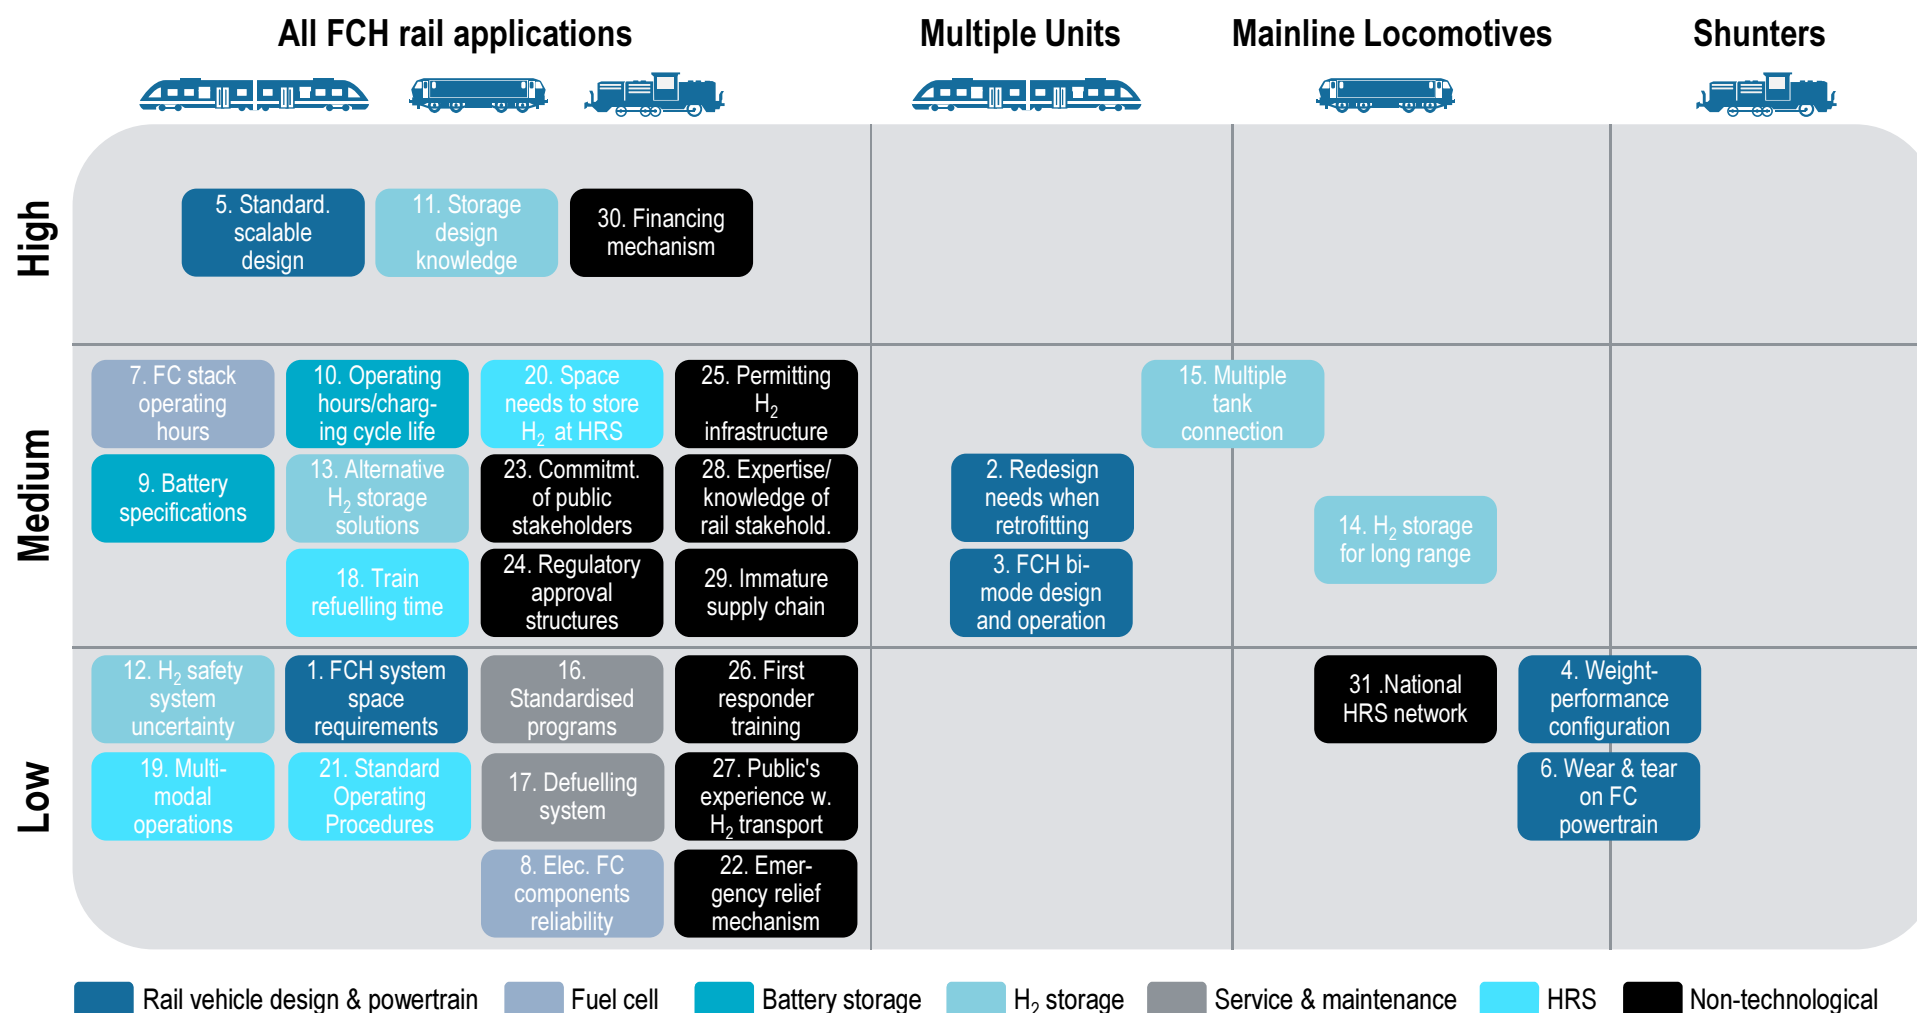 All FCH rail applications
Multiple Units
Mainline Locomotives
Shunters
High
5. Standard.
scalable
design
11. Storage
design
knowledge
30. Financing
mechanism
Medium
7. FC stack
operating
hours
10. Operating
hours/charg-
ing cycle life
20. Space
needs to store
H₂ at HRS
25. Permitting
H₂
infrastructure
15. Multiple
tank
connection
9. Battery
specifications
13. Alternative
H₂ storage
solutions
23. Commitmt.
of public
stakeholders
28. Expertise/
knowledge of
rail stakehold.
2. Redesign
needs when
retrofitting
14. H₂ storage
for long range
18. Train
refuelling time
24. Regulatory
approval
structures
29. Immature
supply chain
3. FCH bi-
mode design
and operation
Low
12. H₂ safety
system
uncertainty
1. FCH system
space
requirements
16.
Standardised
programs
26. First
responder
training
31 .National
HRS network
4. Weight-
performance
configuration
19. Multi-
modal
operations
21. Standard
Operating
Procedures
17. Defuelling
system
27. Public's
experience w.
H₂ transport
6. Wear & tear
on FC
powertrain
8. Elec. FC
components
reliability
22. Emer-
gency relief
mechanism
Rail vehicle design & powertrain
Fuel cell
Battery storage
H₂ storage
Service & maintenance
HRS
Non-technological